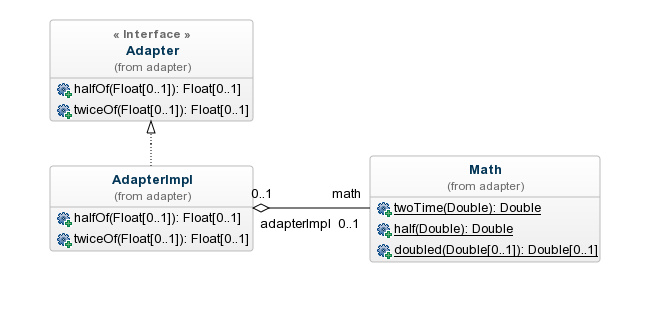 « Interface »
Adapter
(from adapter)
halfOf(Float[0..1]): Float[0..1]
twiceOf(Float[0..1]): Float[0..1]
AdapterImpl
(from adapter)
halfOf(Float[0..1]): Float[0..1]
twiceOf(Float[0..1]): Float[0..1]
0..1
math
adapterImpl 0..1
Math
(from adapter)
twoTime(Double): Double
half(Double): Double
doubled(Double[0..1]): Double[0..1]